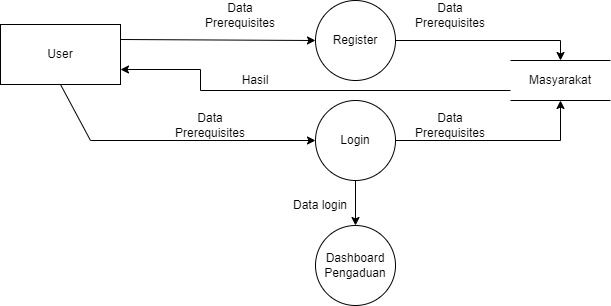 Data
Prerequisites
Data
Prerequisites
User
Register
Hasil
Masyarakat
Data
Prerequisites
Login
Data
Prerequisites
Data login
Dashboard
Pengaduan